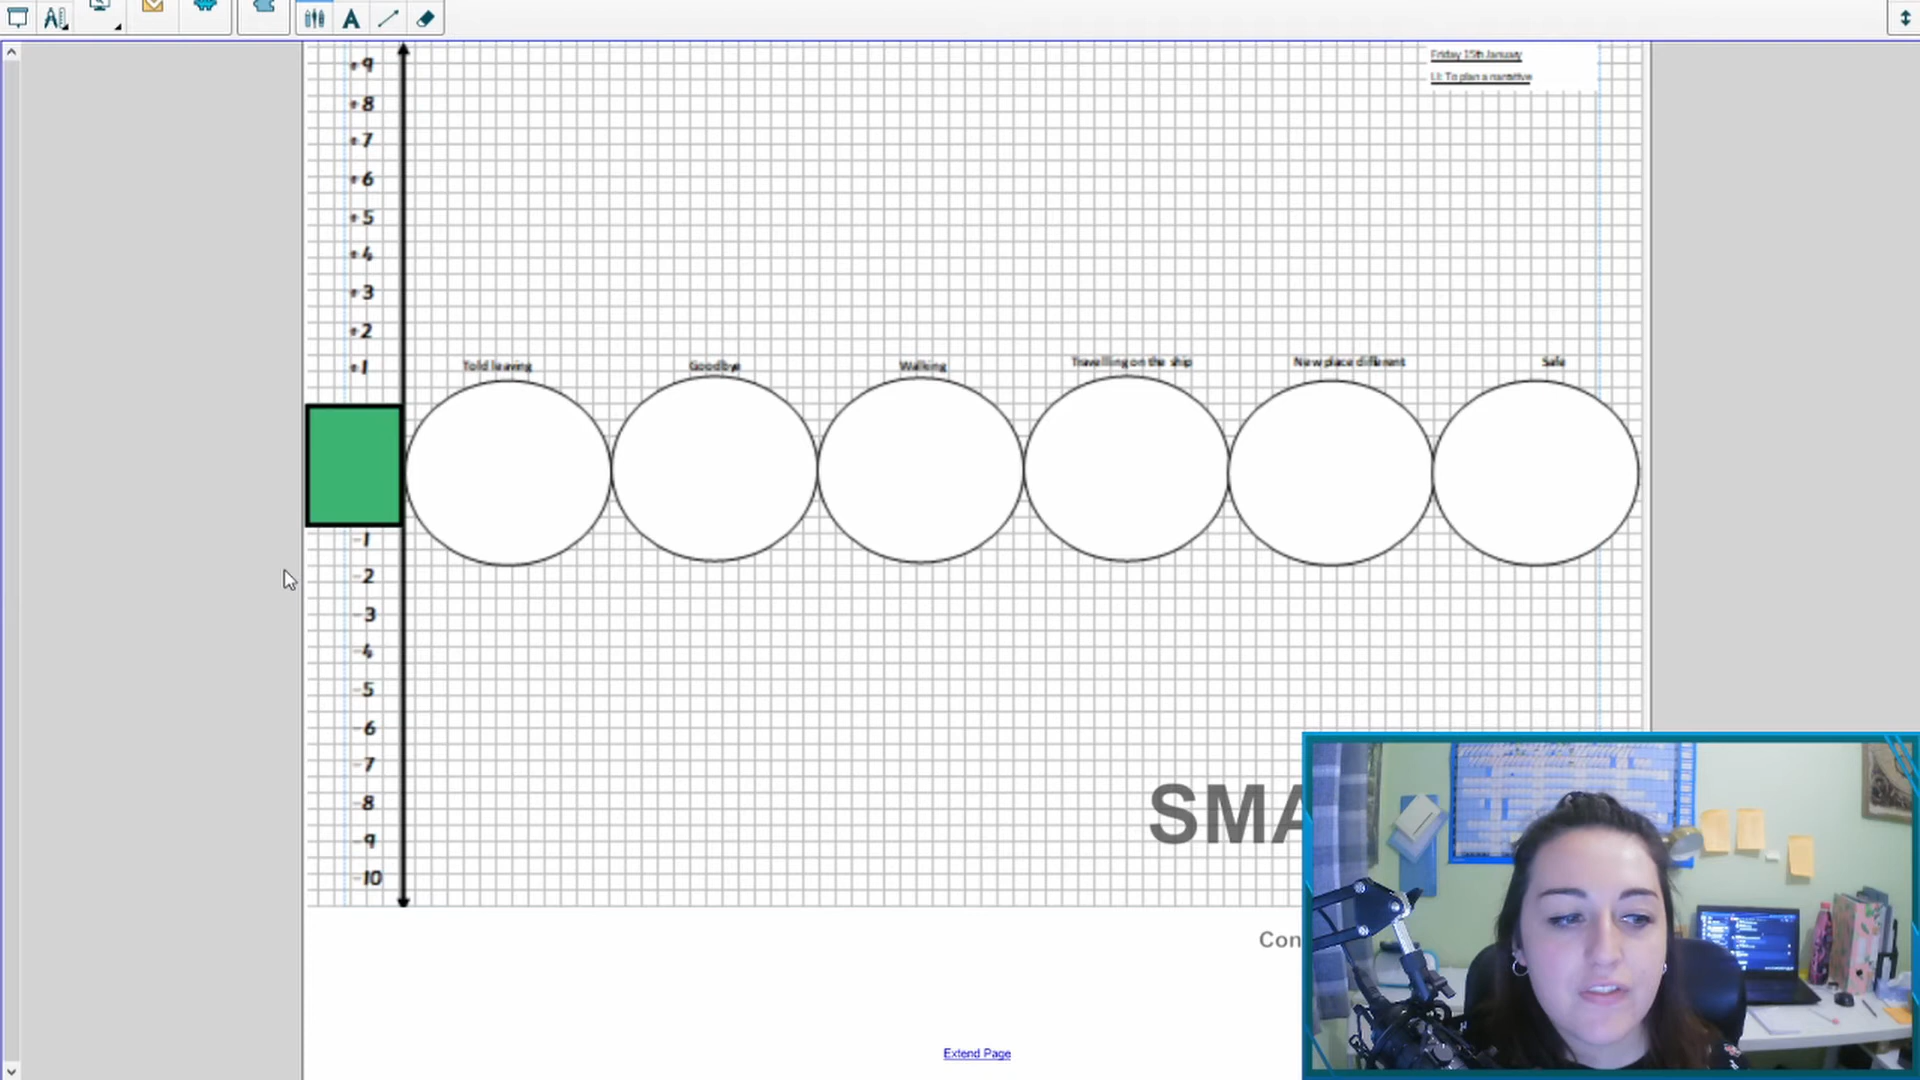 Friday 15th January
LI: To plan a narrative
+9
+8
+7
+6
+5
+4
+3
+2
+1
Told leaving
Goodbye
Walking
Travelling on the ship
New place different
Safe
-1
-2
-3
-4
-5
-6
-7
-8
-9
-10
SMA
Con
Extend Page